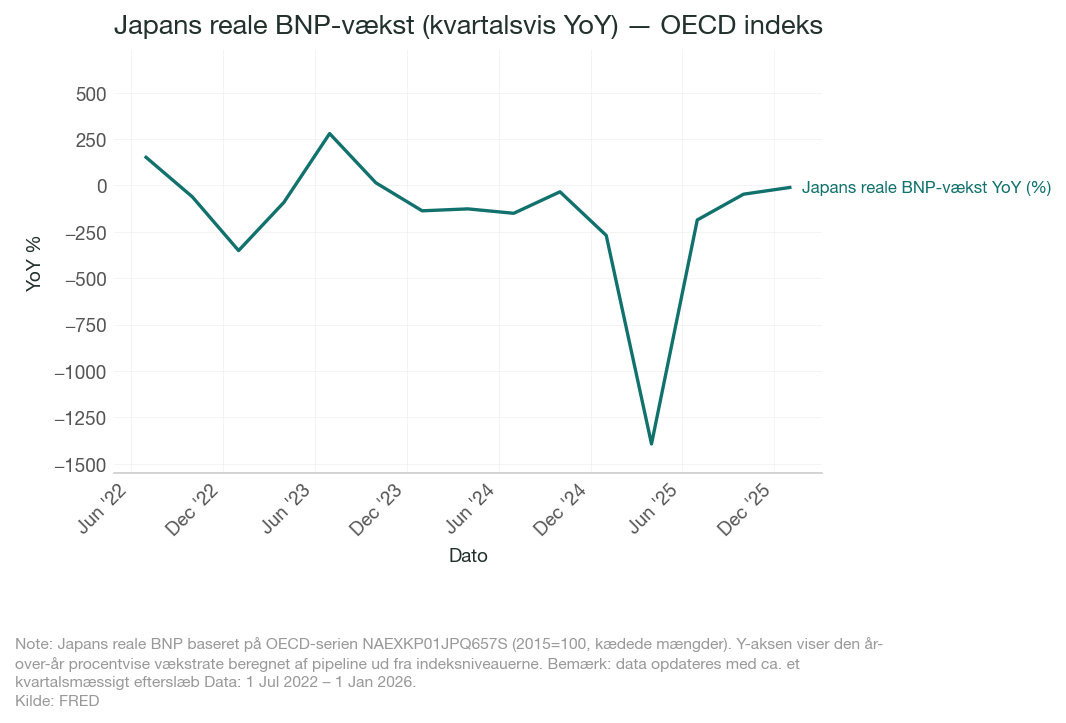 Japans reale BNP-vækst (kvartalsvis YoY) — OECD indeks
500
250
0
−250
−500
−750
−1000
−1250
−1500
YoY %
Japans reale BNP-vækst YoY (%)
Jun '22
Dec '22
Jun '23
Dec '23
Jun '24
Dec '24
Jun '25
Dec '25
Dato
Note: Japans reale BNP baseret på OECD-serien NAEXKP01JPQ657S (2015=100, kædede mængder). Y-aksen viser den år-
over-år procentvise vækstrate beregnet af pipeline ud fra indeksniveauerne. Bemærk: data opdateres med ca. et
kvartalsmæssigt efterslæb Data: 1 Jul 2022 – 1 Jan 2026.
Kilde: FRED